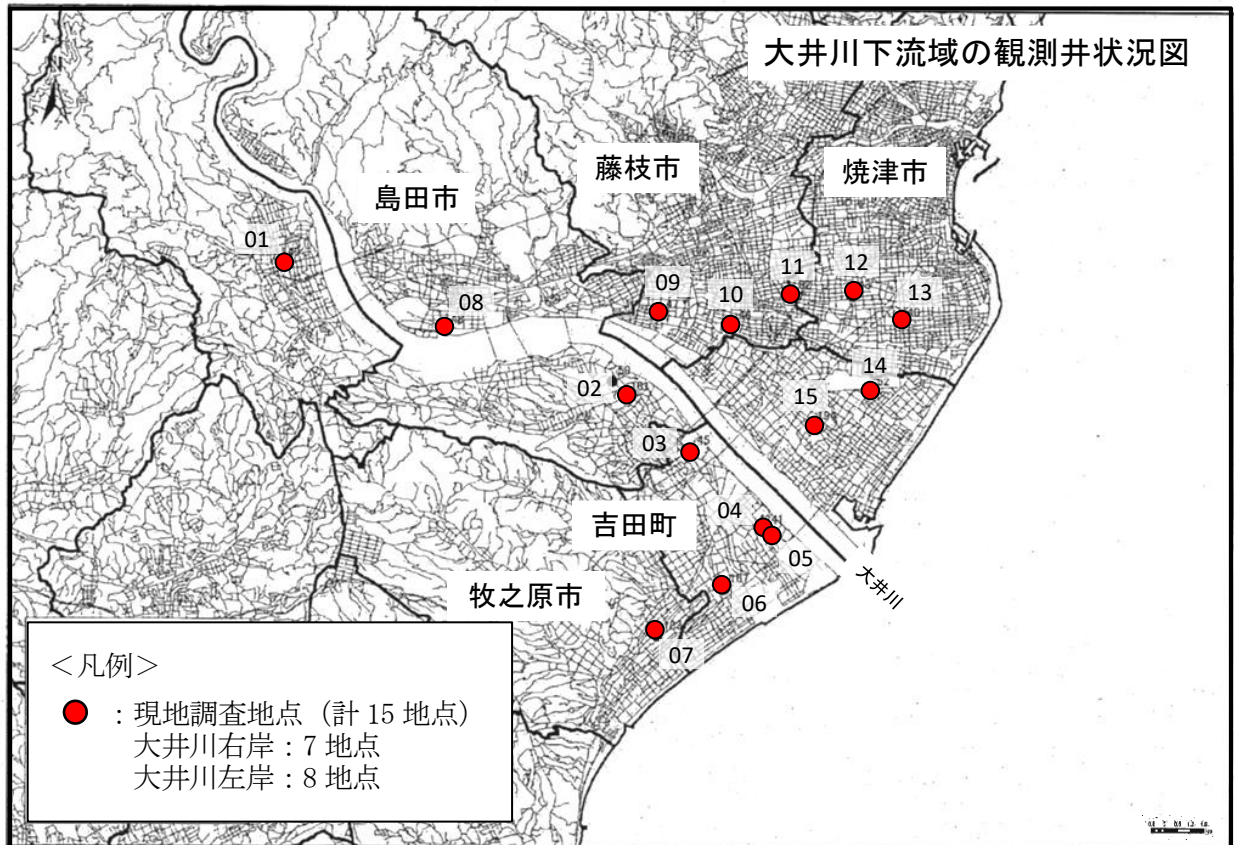 大井川下流域の観測井状況図
藤枝市
焼津市
島田市
01
08
09
10
11
12
13
14
15
02
03
04
05
吉田町
06
牧之原市
07
大井川
<凡例>
:現地調査地点(計15地点)
大井川右岸:7地点
大井川左岸:8地点